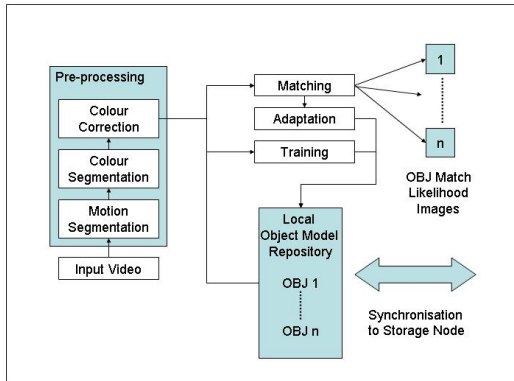 Pre-processing
Colour
Correction
Colour
Segmentation
Motion
Segmentation
Input Video
Matching
Adaptation
Training
1
n
OBJ Match
Likelihood
Images
Local
Object Model
Repository
OBJ 1
OBJ n
Synchronisation
to Storage Node